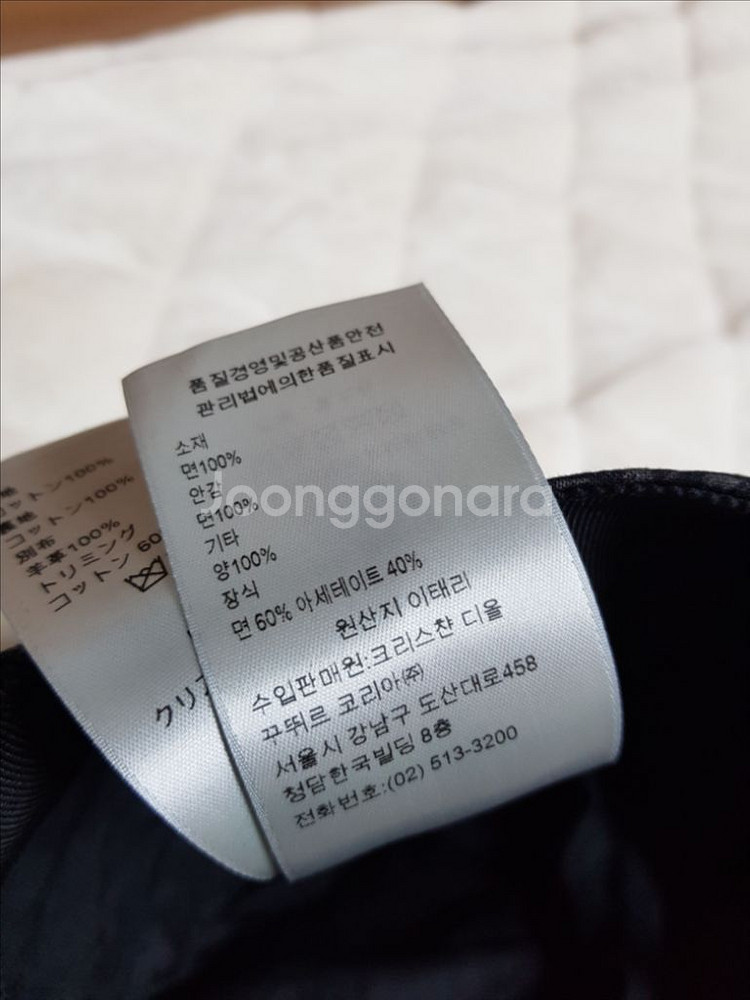 품질경영및공산품안전
관리법에의한품질표시
소재
면100%
안감
면100%
기타
양100%
장식
면 60% 아세테이트 40%
원산지 이태리
수입판매원:크리스챤 디올
꾸뛰르 코리아㈜
서울시 강남구 도산대로458
청담한국빌딩 8층
전화번호:(02) 513-3200
Joonggonara
コットン100%
コットン100%
別布
羊革100%
トリミング
コットン 60